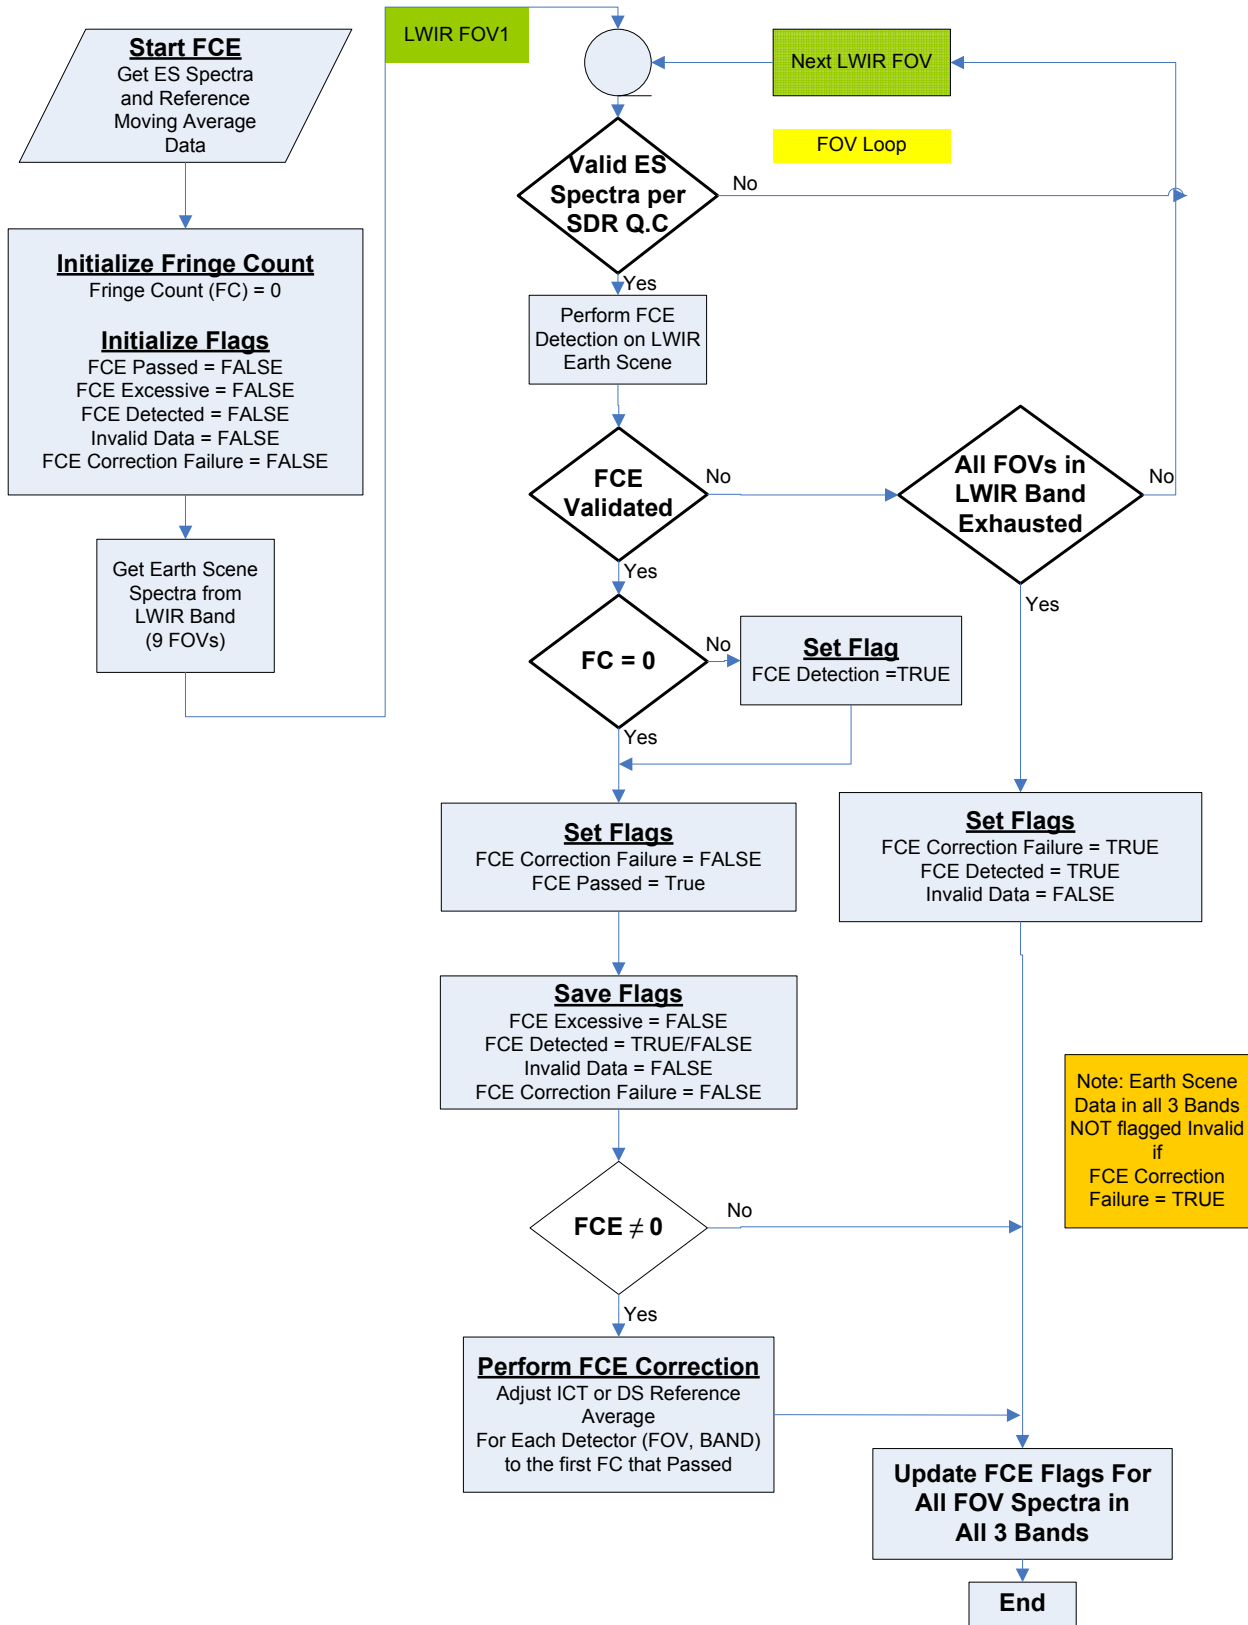 Start FCE
Get ES Spectra
and Reference
Moving Average
Data
Initialize Fringe Count
Fringe Count (FC) = 0
Initialize Flags
FCE Passed = FALSE
FCE Excessive = FALSE
FCE Detected = FALSE
Invalid Data = FALSE
FCE Correction Failure = FALSE
Get Earth Scene
Spectra from
LWIR Band
(9 FOVs)
LWIR FOV1
Next LWIR FOV
FOV Loop
Valid ES
Spectra per
SDR Q.C
No
Yes
Perform FCE
Detection on LWIR
Earth Scene
FCE
Validated
No
Yes
All FOVs in
LWIR Band
Exhausted
No
Yes
FC = 0
No
Yes
Set Flag
FCE Detection =TRUE
Set Flags
FCE Correction Failure = FALSE
FCE Passed = True
Set Flags
FCE Correction Failure = TRUE
FCE Detected = TRUE
Invalid Data = FALSE
Save Flags
FCE Excessive = FALSE
FCE Detected = TRUE/FALSE
Invalid Data = FALSE
FCE Correction Failure = FALSE
Note: Earth Scene
Data in all 3 Bands
NOT flagged Invalid
if
FCE Correction
Failure = TRUE
FCE ≠ 0
No
Yes
Perform FCE Correction
Adjust ICT or DS Reference
Average
For Each Detector (FOV, BAND)
to the first FC that Passed
Update FCE Flags For
All FOV Spectra in
All 3 Bands
End